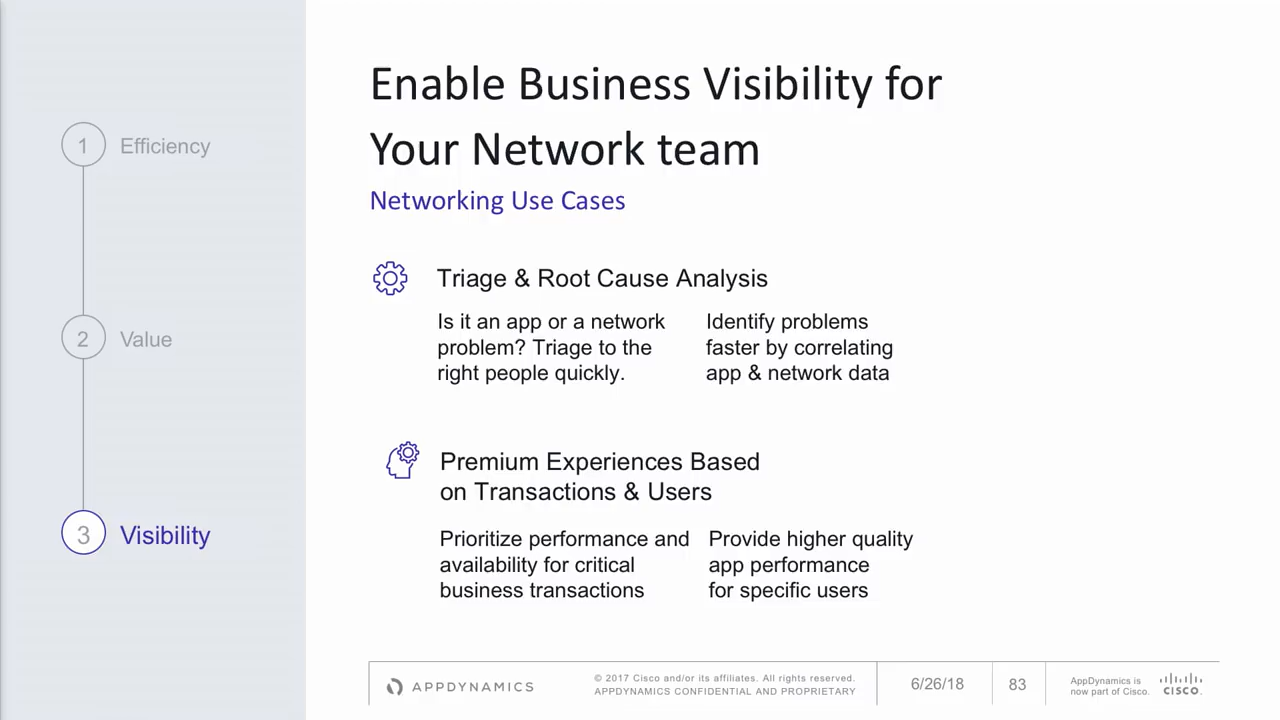 Enable Business Visibility for
Your Network team
Networking Use Cases
1 Efficiency
2 Value
3 Visibility
Triage & Root Cause Analysis
Is it an app or a network
problem? Triage to the
right people quickly.
Identify problems
faster by correlating
app & network data
Premium Experiences Based
on Transactions & Users
Prioritize performance and
availability for critical
business transactions
Provide higher quality
app performance
for specific users
APPDYNAMICS
© 2017 Cisco and/or its affiliates. All rights reserved.
APPDYNAMICS CONFIDENTIAL AND PROPRIETARY
6/26/18
83
AppDynamics is
now part of Cisco.
CISCO